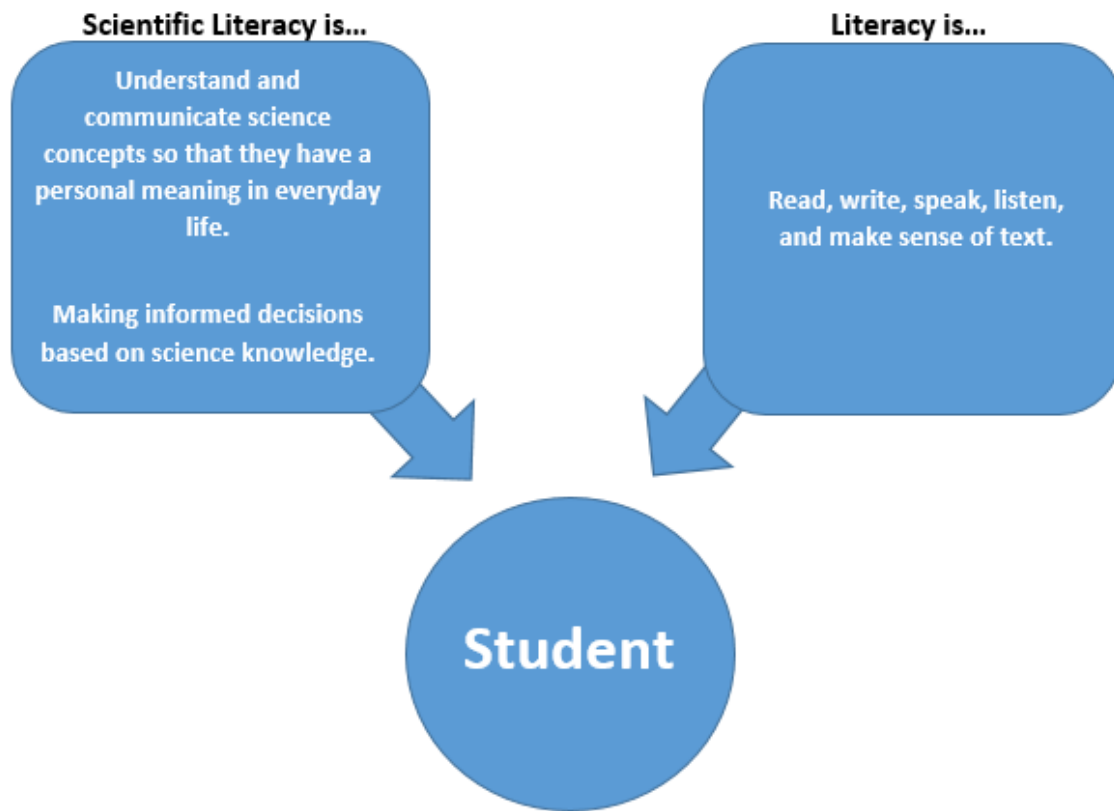 Scientific Literacy is...
Understand and
communicate science
concepts so that they have a
personal meaning in everyday
life.
Making informed decisions
based on science knowledge.
Literacy is...
Read, write, speak, listen,
and make sense of text.
Student